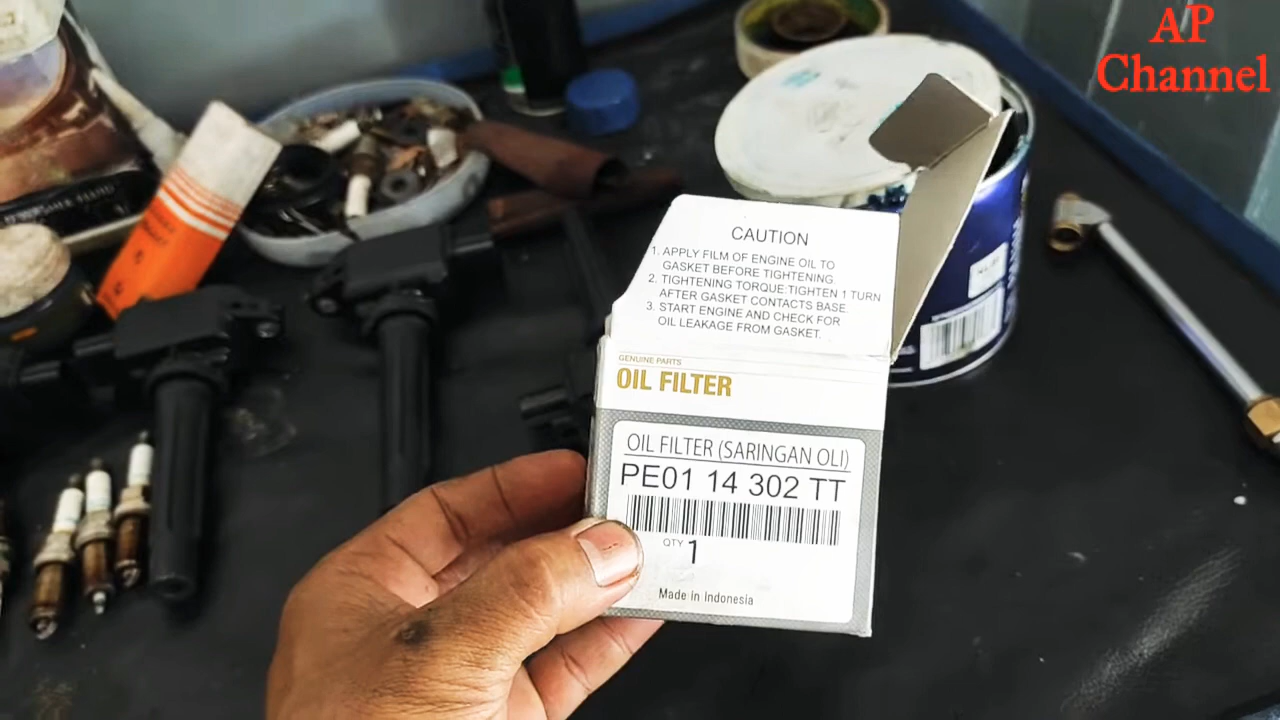 AP
Channel
CAUTION
1. APPLY FILM OF ENGINE OIL TO
GASKET BEFORE TIGHTENING.
2. TIGHTENING TORQUE:TIGHTEN 1 TURN
AFTER GASKET CONTACTS BASE.
3. START ENGINE AND CHECK FOR
OIL LEAKAGE FROM GASKET.
GENUINE PARTS
OIL FILTER
OIL FILTER (SARINGAN OLI)
PE01 14 302 TT
QTY 1
Made in Indonesia